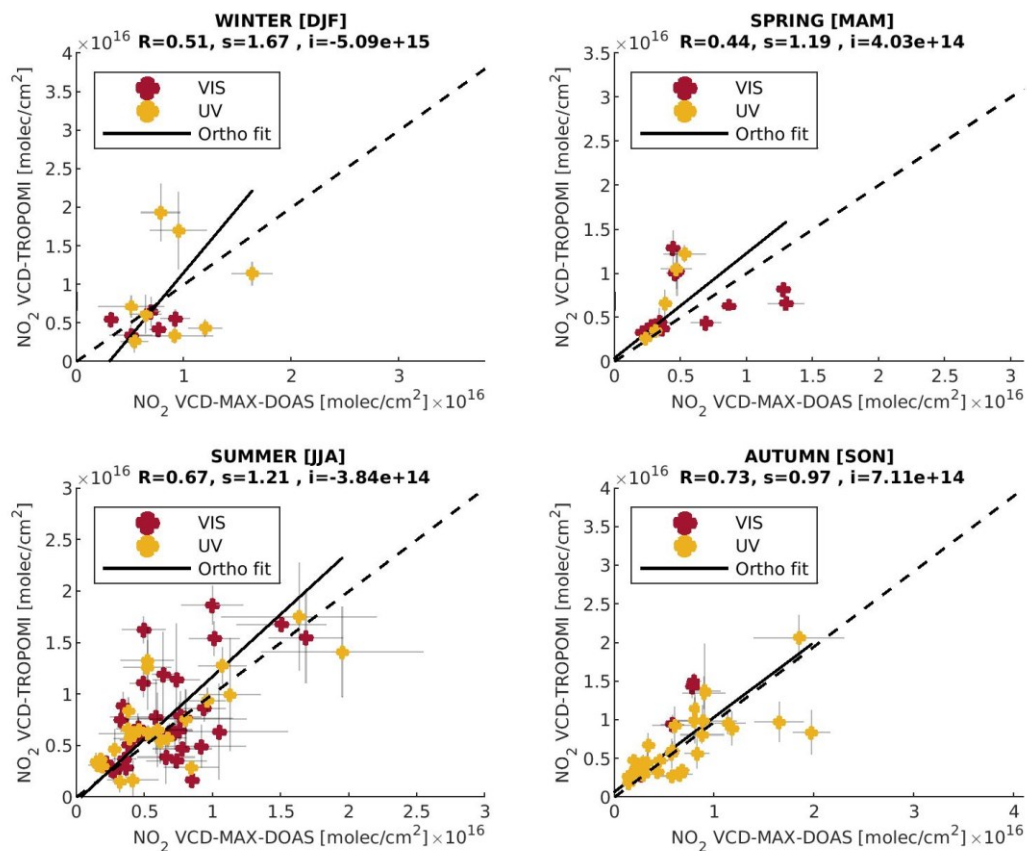 WINTER [DJF]
R=0.51, s=1.67 , i=-5.09e+15
×10^16
4
3.5
3
2.5
2
1.5
1
0.5
0
NO2 VCD-TROPOMI [molec/cm2]
VIS
UV
Ortho fit
0 1 2 3
NO2 VCD-MAX-DOAS [molec/cm2] ×10^16
SPRING [MAM]
R=0.44, s=1.19 , i=4.03e+14
×10^16
3.5
3
2.5
2
1.5
1
0.5
0
NO2 VCD-TROPOMI [molec/cm2]
VIS
UV
Ortho fit
0 0.5 1 1.5 2 2.5 3
NO2 VCD-MAX-DOAS [molec/cm2] ×10^16
SUMMER [JJA]
R=0.67, s=1.21 , i=-3.84e+14
×10^16
3
2.5
2
1.5
1
0.5
0
NO2 VCD-TROPOMI [molec/cm2]
VIS
UV
Ortho fit
0 0.5 1 1.5 2 2.5 3
NO2 VCD-MAX-DOAS [molec/cm2] ×10^16
AUTUMN [SON]
R=0.73, s=0.97 , i=7.11e+14
×10^16
4
3.5
3
2.5
2
1.5
1
0.5
0
NO2 VCD-TROPOMI [molec/cm2]
VIS
UV
Ortho fit
0 1 2 3 4
NO2 VCD-MAX-DOAS [molec/cm2] ×10^16